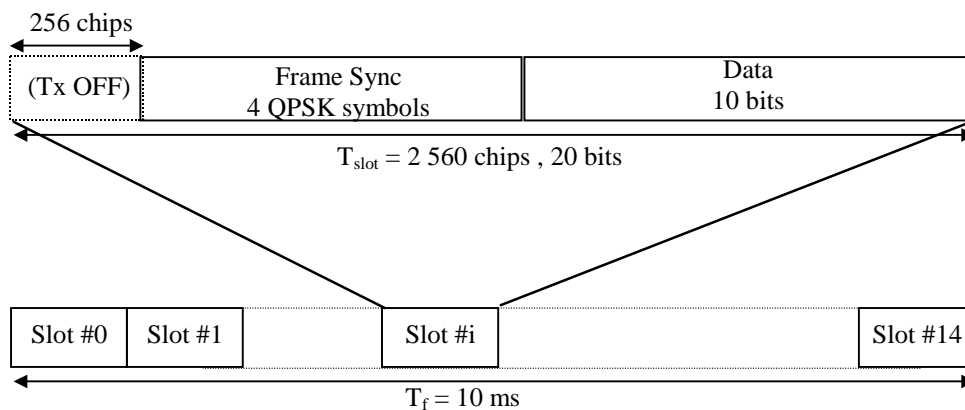 256 chips
(Tx OFF)
Frame Sync
4 QPSK symbols
Data
10 bits
T_slot = 2 560 chips , 20 bits
Slot #0
Slot #1
Slot #i
Slot #14
T_f = 10 ms